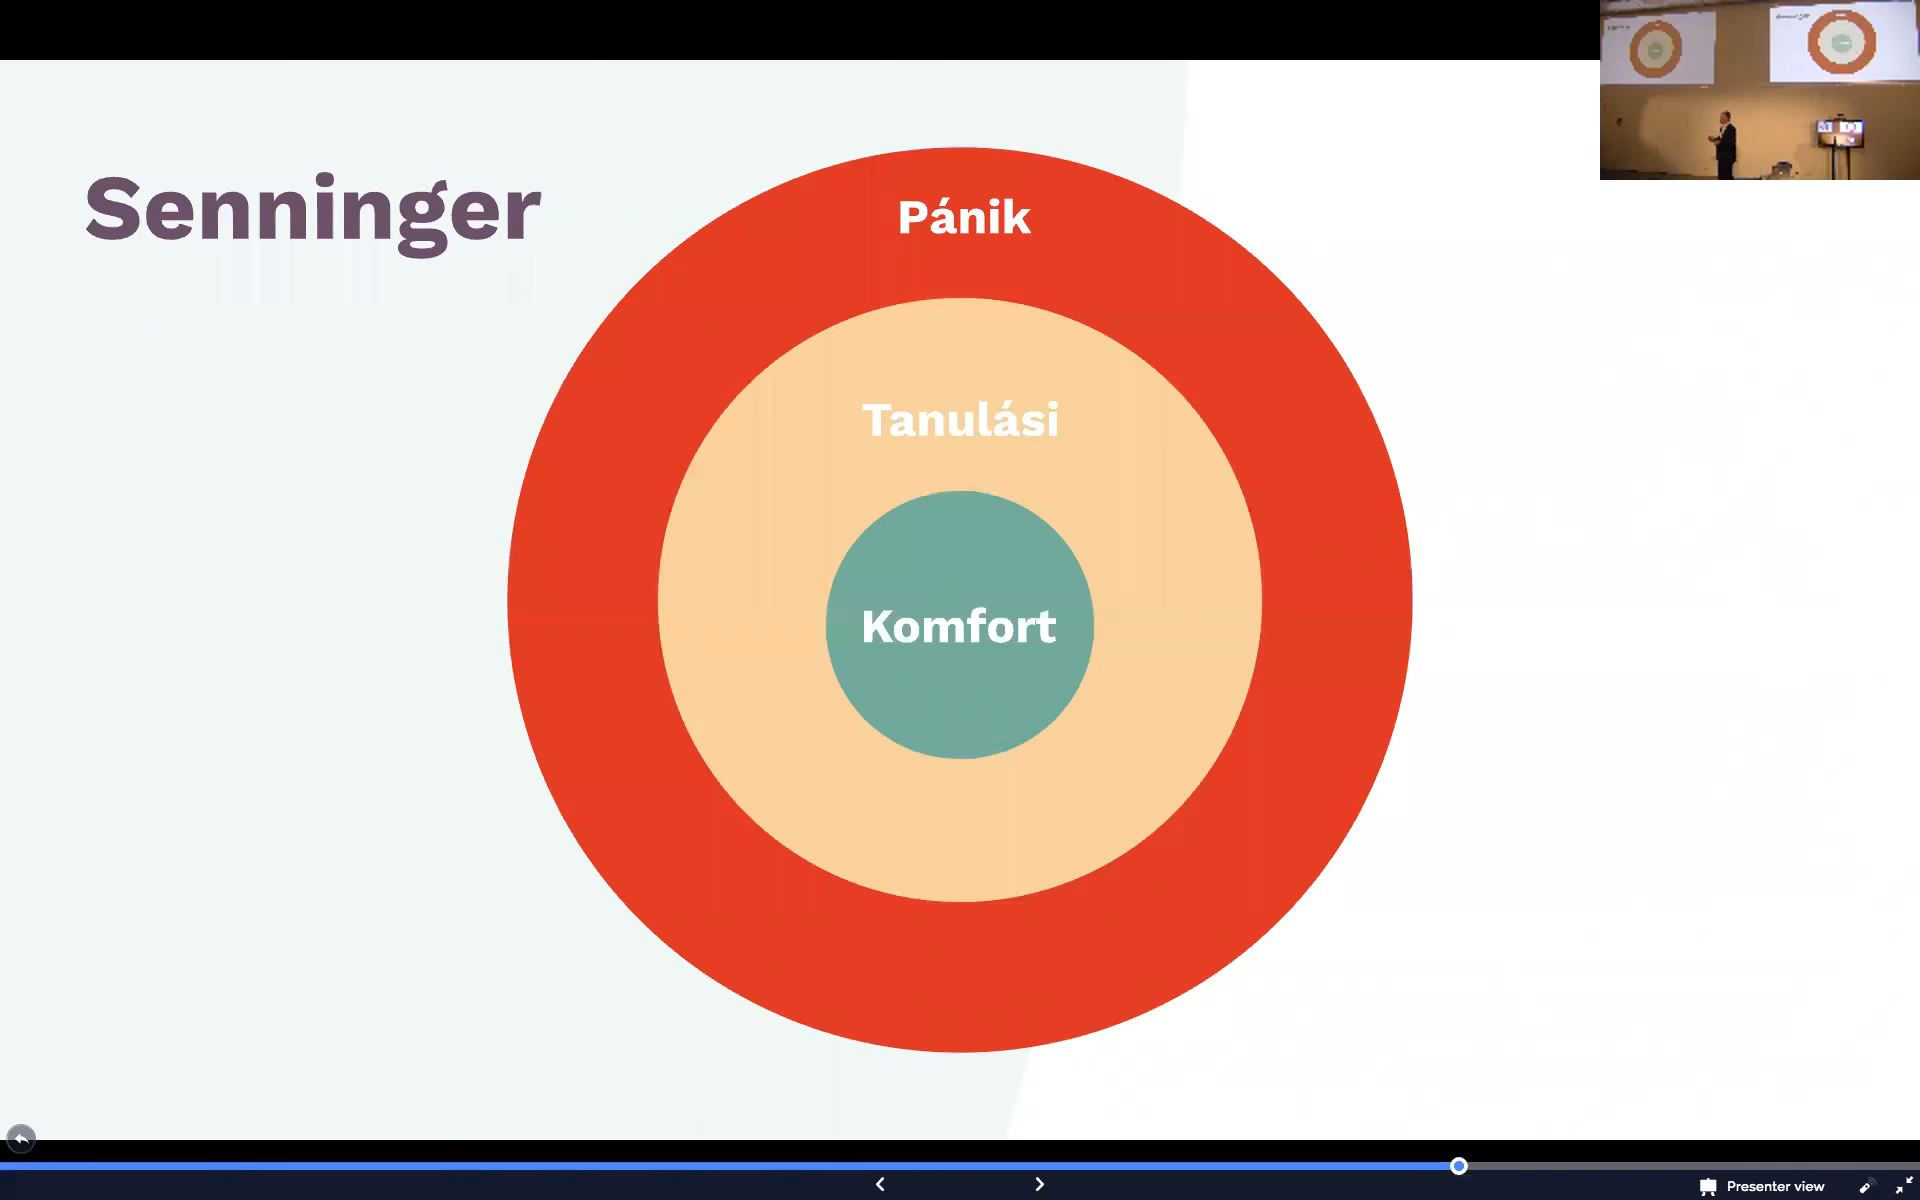 Senninger
Pánik
Tanulási
Komfort
Presenter view